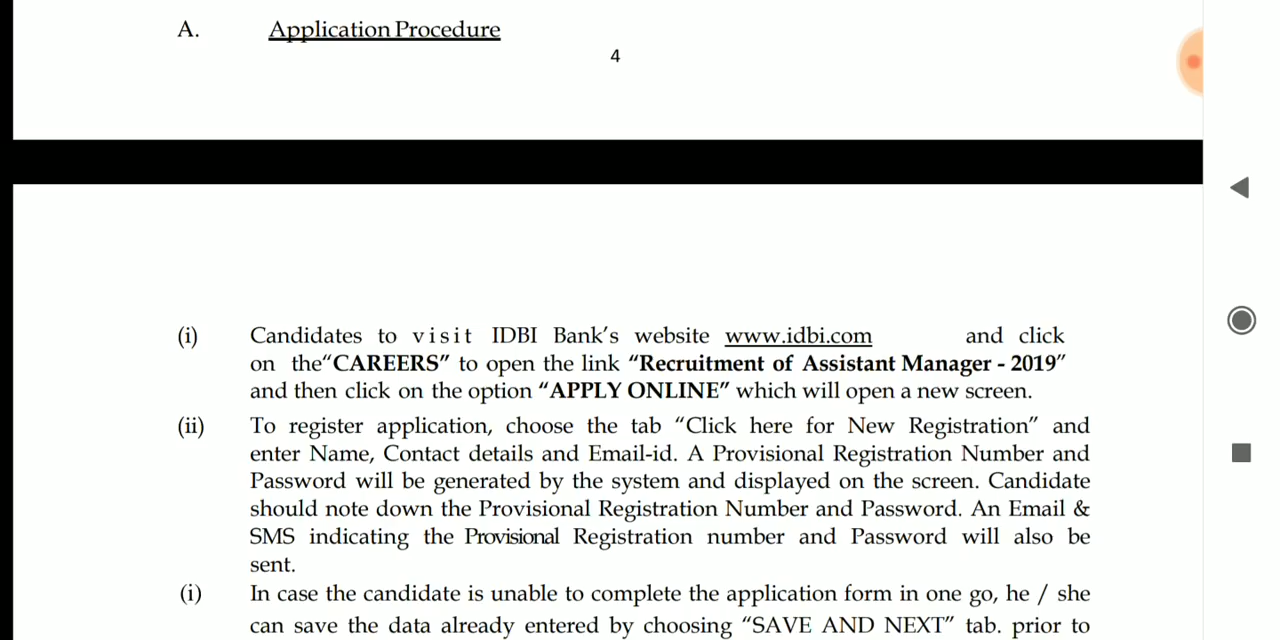 A. Application Procedure
4
(i) Candidates to visit IDBI Bank’s website www.idbi.com and click
on the“CAREERS” to open the link “Recruitment of Assistant Manager - 2019”
and then click on the option “APPLY ONLINE” which will open a new screen.
(ii) To register application, choose the tab “Click here for New Registration” and
enter Name, Contact details and Email-id. A Provisional Registration Number and
Password will be generated by the system and displayed on the screen. Candidate
should note down the Provisional Registration Number and Password. An Email &
SMS indicating the Provisional Registration number and Password will also be
sent.
(i) In case the candidate is unable to complete the application form in one go, he / she
can save the data already entered by choosing “SAVE AND NEXT” tab. prior to